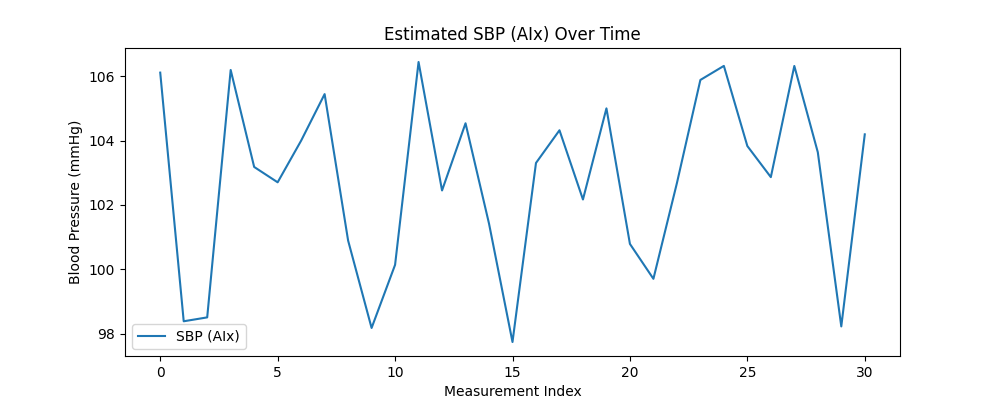 Estimated SBP (AIx) Over Time
Blood Pressure (mmHg)
106
104
102
100
98
SBP (AIx)
0 5 10 15 20 25 30
Measurement Index